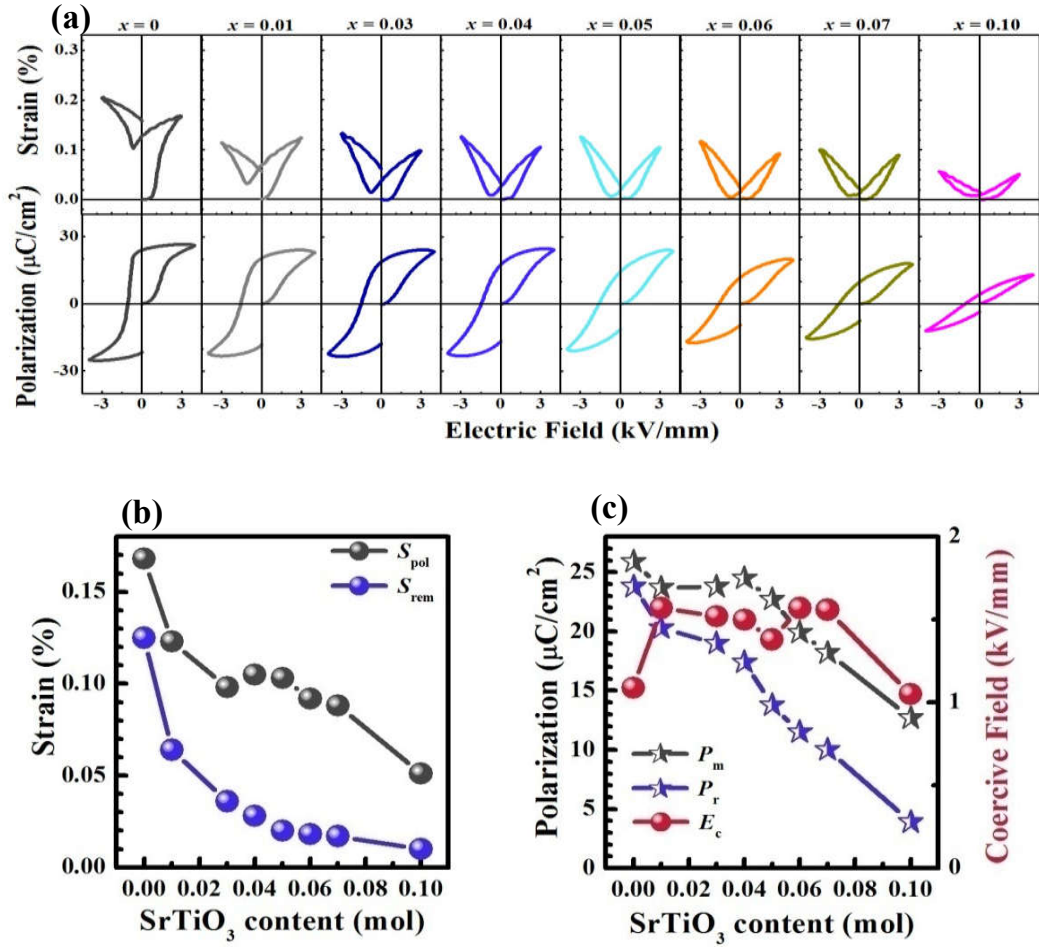 (a)
x = 0 x = 0.01 x = 0.03 x = 0.04 x = 0.05 x = 0.06 x = 0.07 x = 0.10
Strain (%)
0.3
0.2
0.1
0.0
Polarization (μC/cm²)
30
0
-30
-3 0 3 -3 0 3 -3 0 3 -3 0 3 -3 0 3 -3 0 3 -3 0 3 -3 0 3
Electric Field (kV/mm)
(b)
Strain (%)
0.15
0.10
0.05
0.00
S_pol
S_rem
0.00 0.02 0.04 0.06 0.08 0.10
SrTiO₃ content (mol)
(c)
Polarization (μC/cm²)
25
20
15
10
5
0
P_m
P_r
E_c
2
1
0
Coercive Field (kV/mm)
0.00 0.02 0.04 0.06 0.08 0.10
SrTiO₃ content (mol)